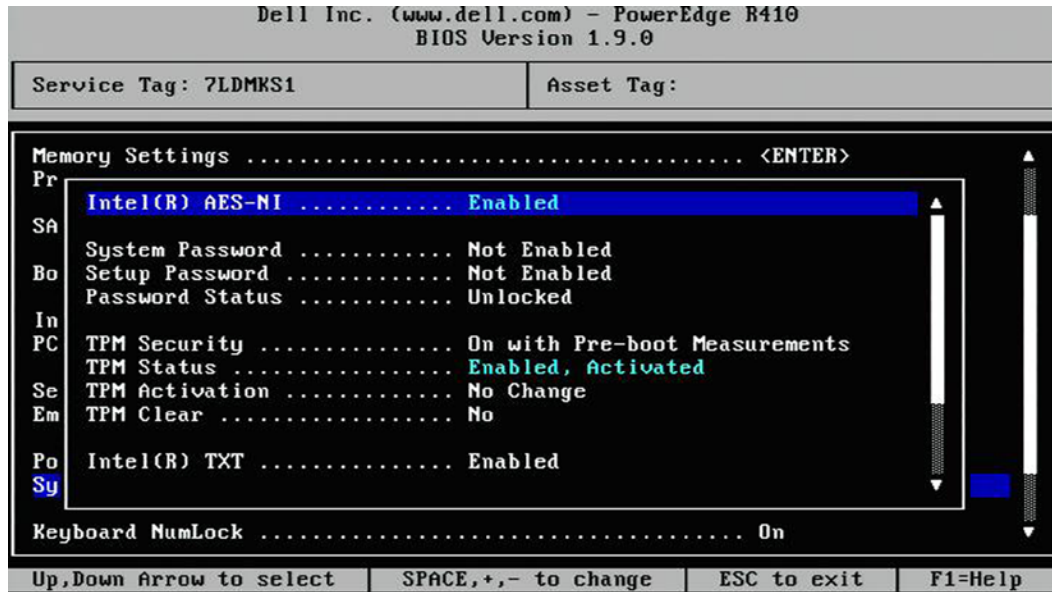 Dell Inc. (www.dell.com) - PowerEdge R410
BIOS Version 1.9.0
Service Tag: 7LDMKS1
Asset Tag:
Memory Settings ..................................... <ENTER>
Pr
Intel(R) AES-NI ............ Enabled
SA
System Password ............ Not Enabled
Bo
Setup Password ............. Not Enabled
Password Status ............ Unlocked
In
PC
TPM Security ............... On with Pre-boot Measurements
TPM Status .................. Enabled, Activated
Se
TPM Activation ............. No Change
Em
TPM Clear .................. No
Po
Intel(R) TXT ............... Enabled
Sy
Keyboard NumLock .................................... On
Up,Down Arrow to select
SPACE,+,- to change
ESC to exit
F1=Help